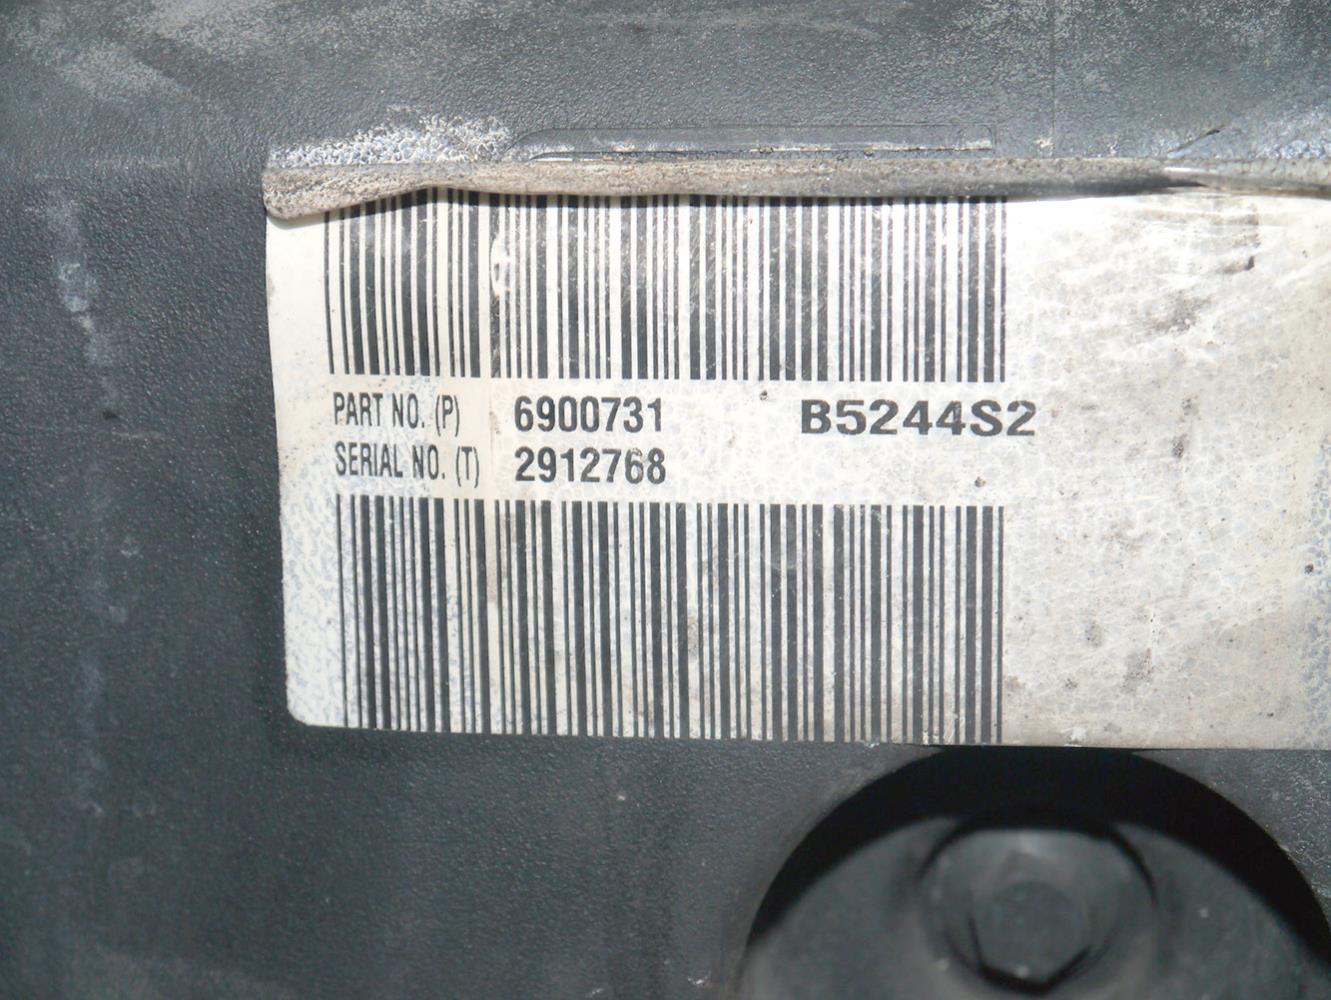 PART NO. (P) 6900731 B5244S2
SERIAL NO. (T) 2912768